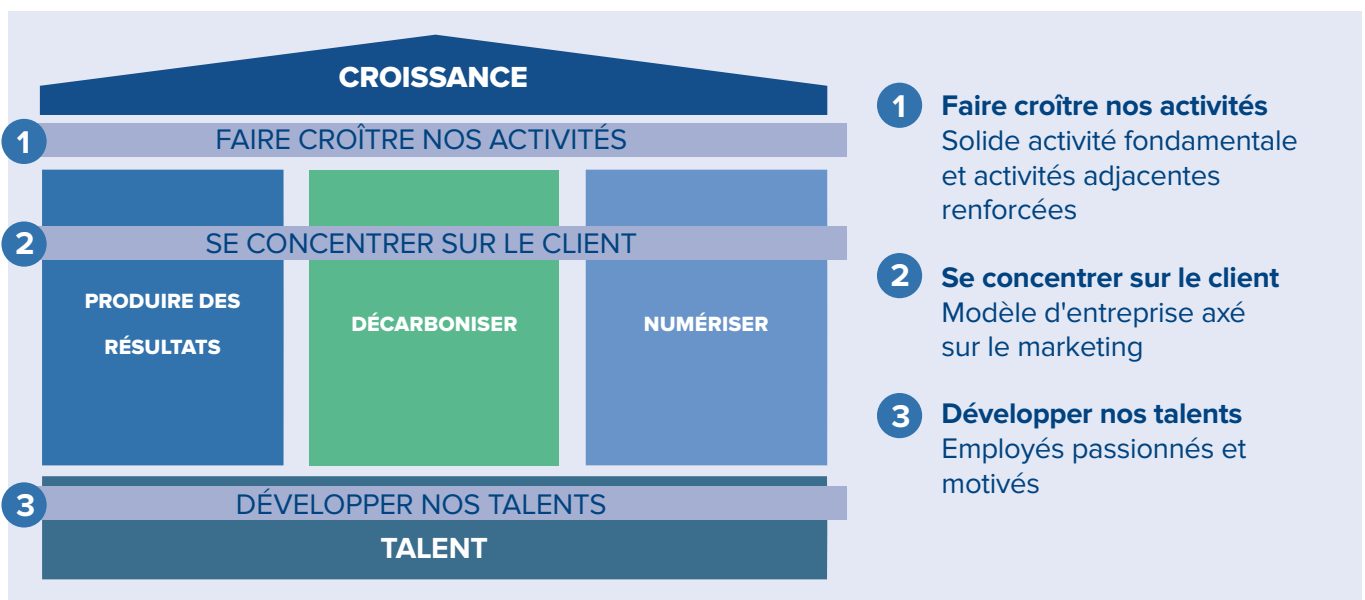 CROISSANCE
1
FAIRE CROÎTRE NOS ACTIVITÉS
2
SE CONCENTRER SUR LE CLIENT
PRODUIRE DES
RÉSULTATS
DÉCARBONISER
NUMÉRISER
3
DÉVELOPPER NOS TALENTS
TALENT
1
Faire croître nos activités
Solide activité fondamentale
et activités adjacentes
renforcées
2
Se concentrer sur le client
Modèle d'entreprise axé
sur le marketing
3
Développer nos talents
Employés passionnés et
motivés